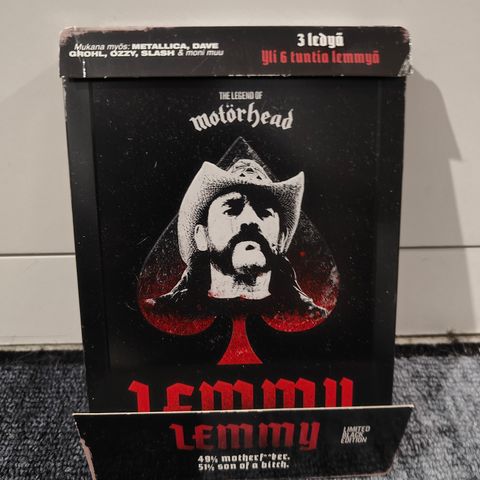 Mukana myös: METALLICA, DAVE
GROHL, OZZY, SLASH & moni muu
3 ledyä
Yli 6 tuntia lemmyä
THE LEGEND OF
motörhead
LEMMY
LEMMY
LIMITED
BLACK
EDITION
49% motherf**ker.
51% son of a bitch.